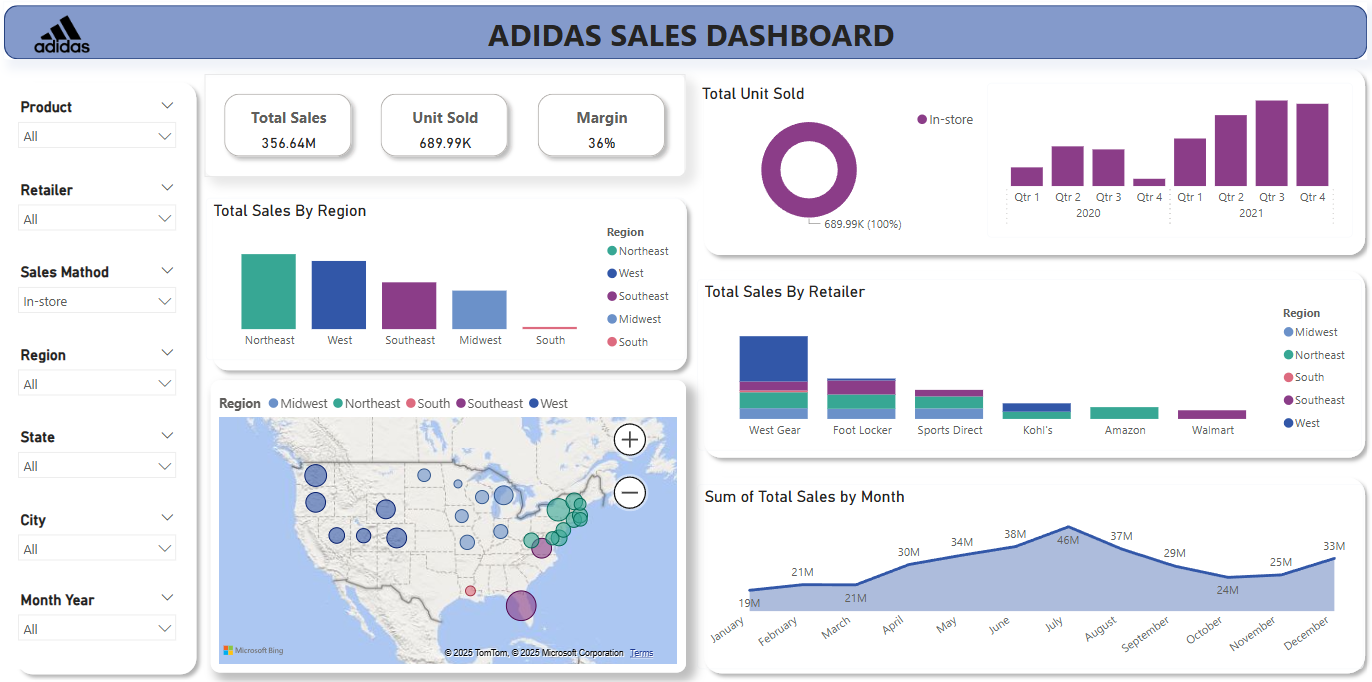 adidas
ADIDAS SALES DASHBOARD
Product
All
Retailer
All
Sales Mathod
In-store
Region
All
State
All
City
All
Month Year
All
Total Sales
356.64M
Unit Sold
689.99K
Margin
36%
Total Sales By Region
Region
Northeast
West
Southeast
Midwest
South
Northeast West Southeast Midwest South
Region Midwest Northeast South Southeast West
Microsoft Bing
© 2025 TomTom, © 2025 Microsoft Corporation Terms
Total Unit Sold
In-store
689.99K (100%)
Qtr 1 Qtr 2 Qtr 3 Qtr 4 Qtr 1 Qtr 2 Qtr 3 Qtr 4
2020 2021
Total Sales By Retailer
Region
Midwest
Northeast
South
Southeast
West
West Gear Foot Locker Sports Direct Kohl's Amazon Walmart
Sum of Total Sales by Month
19M 21M 21M 30M 34M 38M 46M 37M 29M 24M 25M 33M
January February March April May June July August September October November December